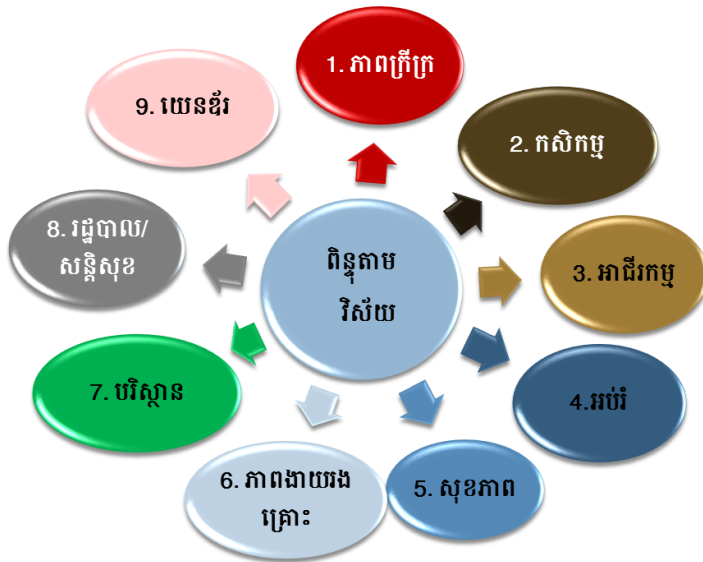 1. ភាពក្រីក្រ
9. យេនឌ័រ
2. កសិកម្ម
8. រដ្ឋបាល/
សន្តិសុខ
ពិន្ទុតាម
វិស័យ
3. អាជីវកម្ម
7. បរិស្ថាន
4.អប់រំ
6. ភាពងាយរង
គ្រោះ
5. សុខភាព